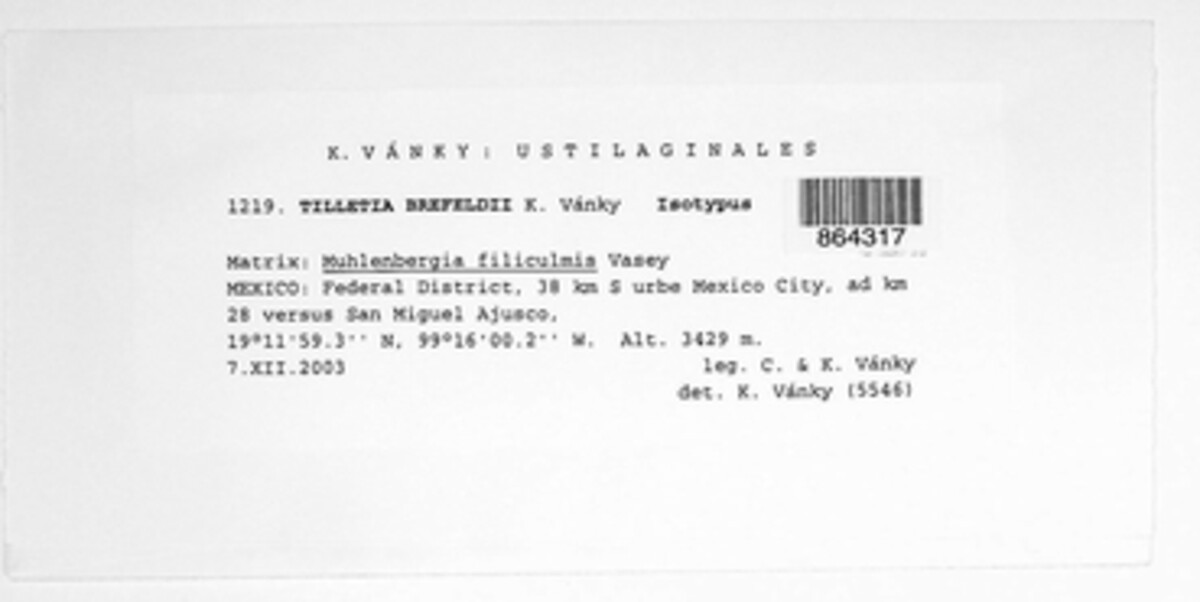 K. VÁNKY: USTILAGINALES
1219. TILLETIA BREFELDII K. Vánky Isotypus
864317
Matrix: Muhlenbergia filiculmis Vasey
MEXICO: Federal District, 38 km S urbe Mexico City, ad km
28 versus San Miguel Ajusco,
19°11'59.3'' N, 99°16'00.2'' W. Alt. 3429 m.
7.XII.2003 leg. C. & K. Vánky
det. K. Vánky (5546)